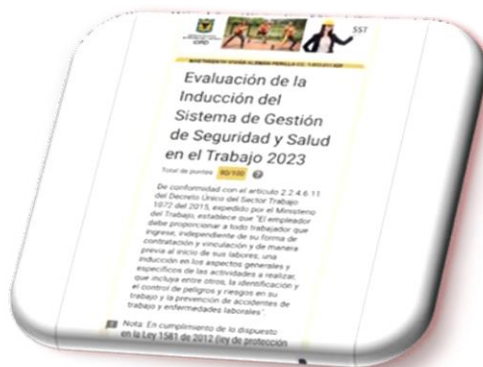 SST
Evaluación de la
Inducción del
Sistema de Gestión
de Seguridad y Salud
en el Trabajo 2023
Total de puntos 90/100
De conformidad con el artículo 2.2.4.6.11
del Decreto Único del Sector Trabajo
1072 del 2015, expedido por el Ministerio
del Trabajo, establece que "El empleador
debe proporcionar a todo trabajador que
ingrese, independiente de su forma de
contratación y vinculación y de manera
previa al inicio de sus labores, una
inducción en los aspectos generales y
específicos de las actividades a realizar,
que incluya entre otros, la identificación y
el control de peligros y riesgos en su
trabajo y la prevención de accidentes de
trabajo y enfermedades laborales".
Nota: En cumplimiento de lo dispuesto
en la Ley 1581 de 2012 (ley de protección